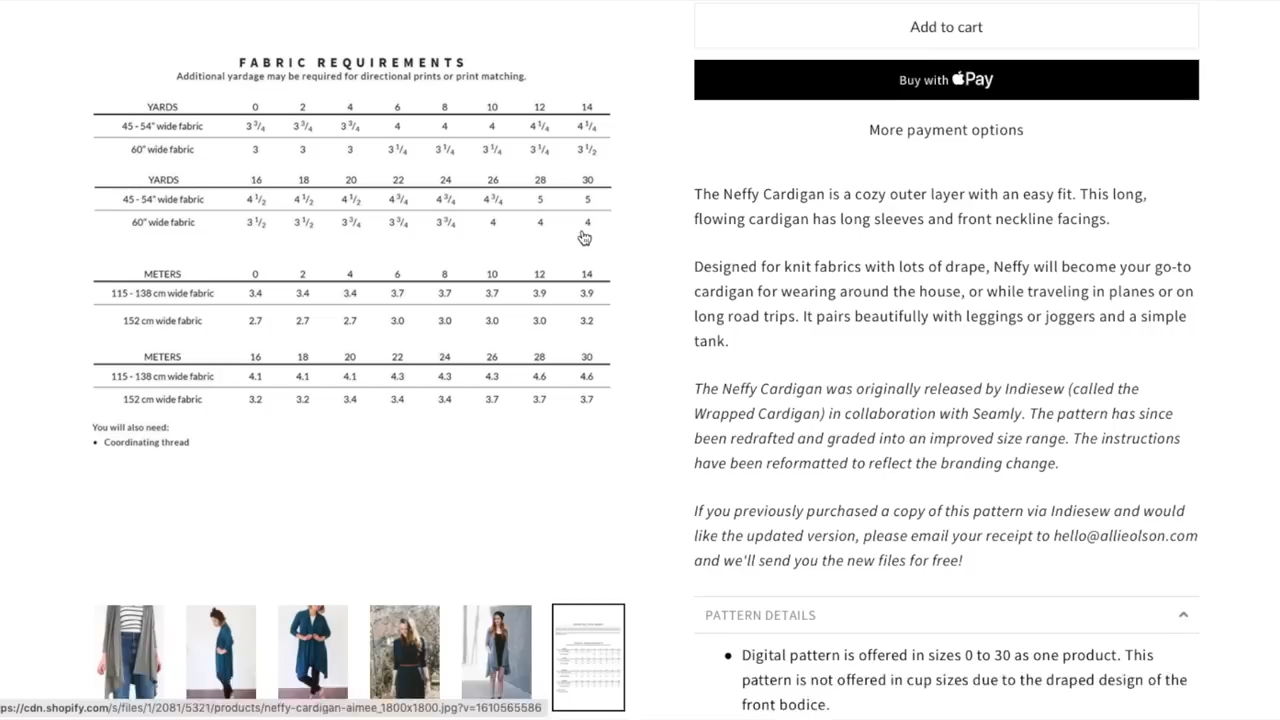 FABRIC REQUIREMENTS
Additional yardage may be required for directional prints or print matching.
YARDS 0 2 4 6 8 10 12 14
45 - 54" wide fabric 3 3/4 3 3/4 3 3/4 4 4 4 4 1/4 4 1/4
60" wide fabric 3 3 3 3 1/4 3 1/4 3 1/4 3 1/4 3 1/2
YARDS 16 18 20 22 24 26 28 30
45 - 54" wide fabric 4 1/2 4 1/2 4 1/2 4 3/4 4 3/4 4 3/4 5 5
60" wide fabric 3 1/2 3 1/2 3 3/4 3 3/4 3 3/4 4 4 4
METERS 0 2 4 6 8 10 12 14
115 - 138 cm wide fabric 3.4 3.4 3.4 3.7 3.7 3.7 3.9 3.9
152 cm wide fabric 2.7 2.7 2.7 3.0 3.0 3.0 3.0 3.2
METERS 16 18 20 22 24 26 28 30
115 - 138 cm wide fabric 4.1 4.1 4.1 4.3 4.3 4.3 4.6 4.6
152 cm wide fabric 3.2 3.2 3.4 3.4 3.4 3.7 3.7 3.7
You will also need:
• Coordinating thread
ps://cdn.shopify.com/s/files/1/2081/5321/products/neffy-cardigan-aimee_1800x1800.jpg?v=1610565586
Add to cart
Buy with Pay
More payment options
The Neffy Cardigan is a cozy outer layer with an easy fit. This long,
flowing cardigan has long sleeves and front neckline facings.
Designed for knit fabrics with lots of drape, Neffy will become your go-to
cardigan for wearing around the house, or while traveling in planes or on
long road trips. It pairs beautifully with leggings or joggers and a simple
tank.
The Neffy Cardigan was originally released by Indiesew (called the
Wrapped Cardigan) in collaboration with Seamly. The pattern has since
been redrafted and graded into an improved size range. The instructions
have been reformatted to reflect the branding change.
If you previously purchased a copy of this pattern via Indiesew and would
like the updated version, please email your receipt to hello@allieolson.com
and we'll send you the new files for free!
PATTERN DETAILS
• Digital pattern is offered in sizes 0 to 30 as one product. This
pattern is not offered in cup sizes due to the draped design of the
front bodice.